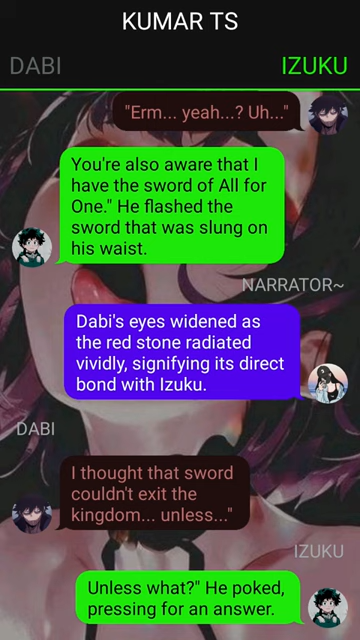 KUMAR TS
DABI
IZUKU
"Erm... yeah...? Uh..."
You're also aware that I
have the sword of All for
One." He flashed the
sword that was slung on
his waist.
NARRATOR~
Dabi's eyes widened as
the red stone radiated
vividly, signifying its direct
bond with Izuku.
DABI
I thought that sword
couldn't exit the
kingdom... unless..."
IZUKU
Unless what?" He poked,
pressing for an answer.